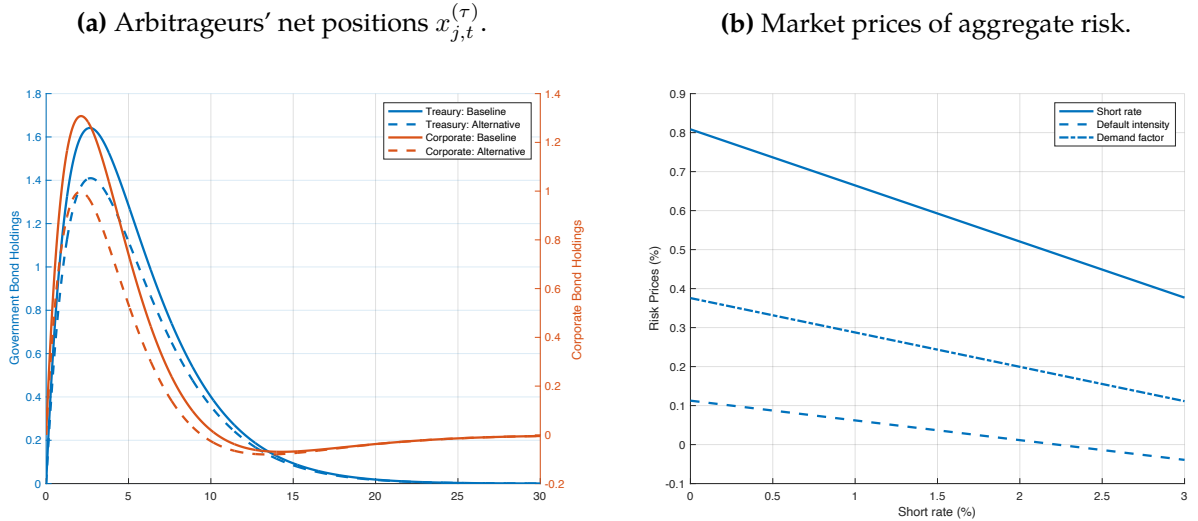 (a) Arbitrageurs' net positions x_{j,t}^{(τ)}.
1.8
1.6
1.4
1.2
1
0.8
0.6
0.4
0.2
0
Government Bond Holdings
Treaury: Baseline
Treasury: Alternative
Corporate: Baseline
Corporate: Alternative
1.4
1.2
1
0.8
0.6
0.4
0.2
0
-0.2
Corporate Bond Holdings
0 5 10 15 20 25 30
(b) Market prices of aggregate risk.
0.9
0.8
0.7
0.6
0.5
0.4
0.3
0.2
0.1
0
-0.1
Risk Prices (%)
Short rate
Default intensity
Demand factor
0 0.5 1 1.5 2 2.5 3
Short rate (%)